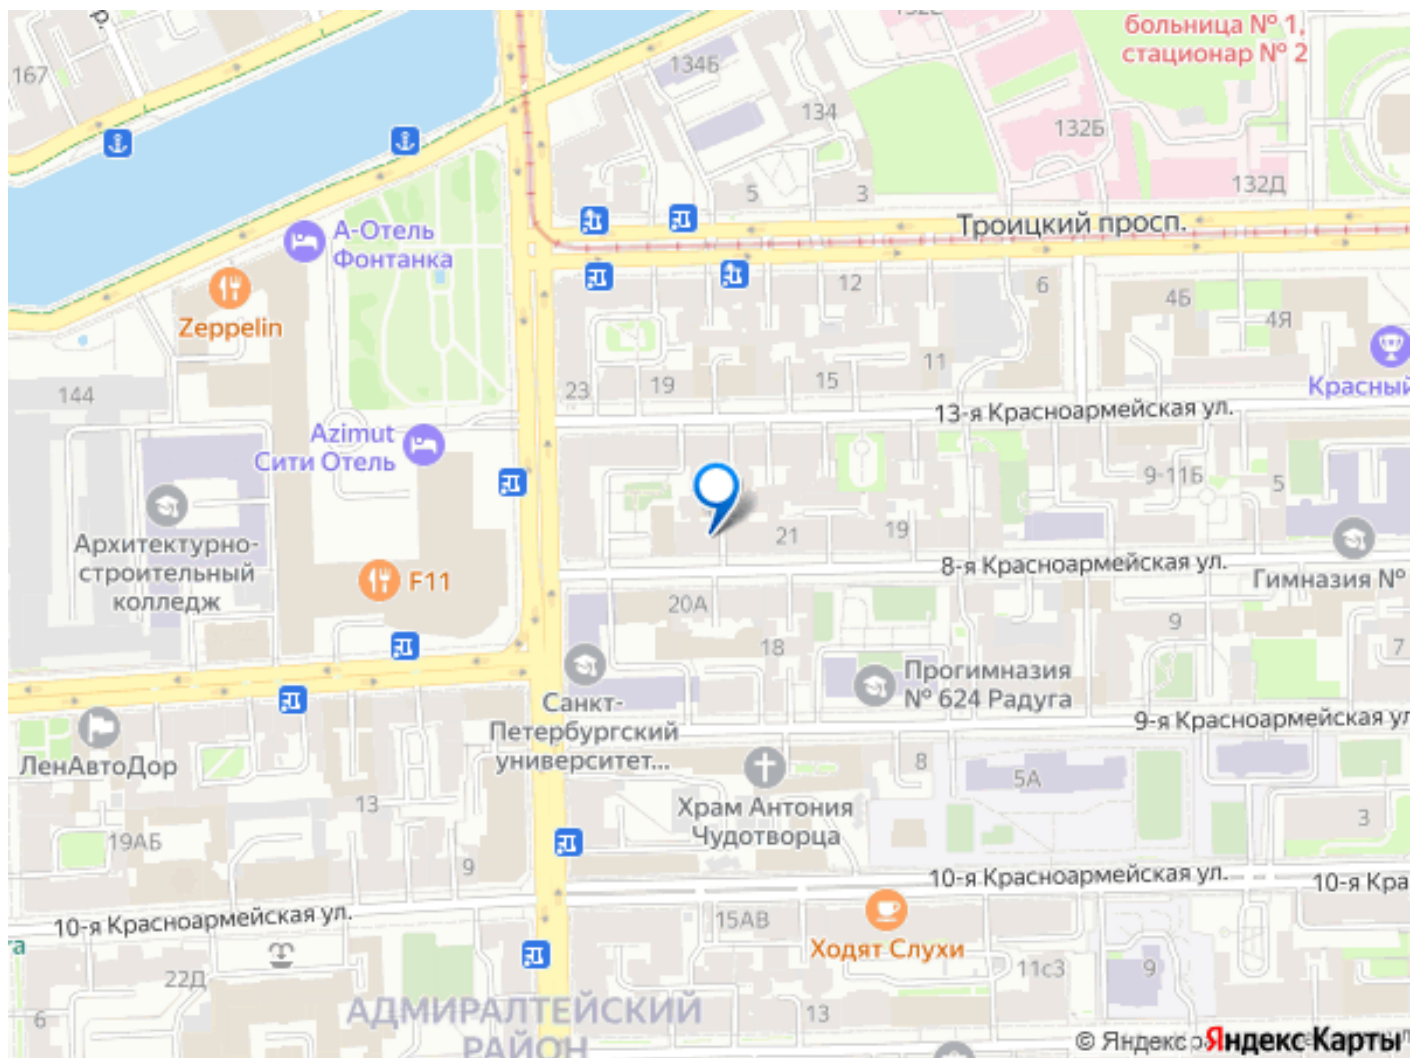 больница № 1,
стационар № 2
167
134Б
134
132Б
132Д
5
3
Троицкий просп.
А-Отель
Фонтанка
Zeppelin
12
6
4Б
4Я
11
15
19
23
144
Красный
13-я Красноармейская ул.
Azimut
Сити Отель
9-11Б
5
Архитектурно-
строительный
колледж
F11
21
19
8-я Красноармейская ул.
Гимназия №
20А
18
9
7
Прогимназия
№ 624 Радуга
Санкт-
Петербургский
университет...
9-я Красноармейская ул
ЛенАвтоДор
Храм Антония
Чудотворца
8
5А
3
13
19АБ
9
10-я Красноармейская ул.
10-я Кра
10-я Красноармейская ул.
15АВ
Ходят Слухи
22Д
11с3
9
13
6
АДМИРАЛТЕЙСКИЙ
РАЙОН
© Яндекс
Яндекс Карты